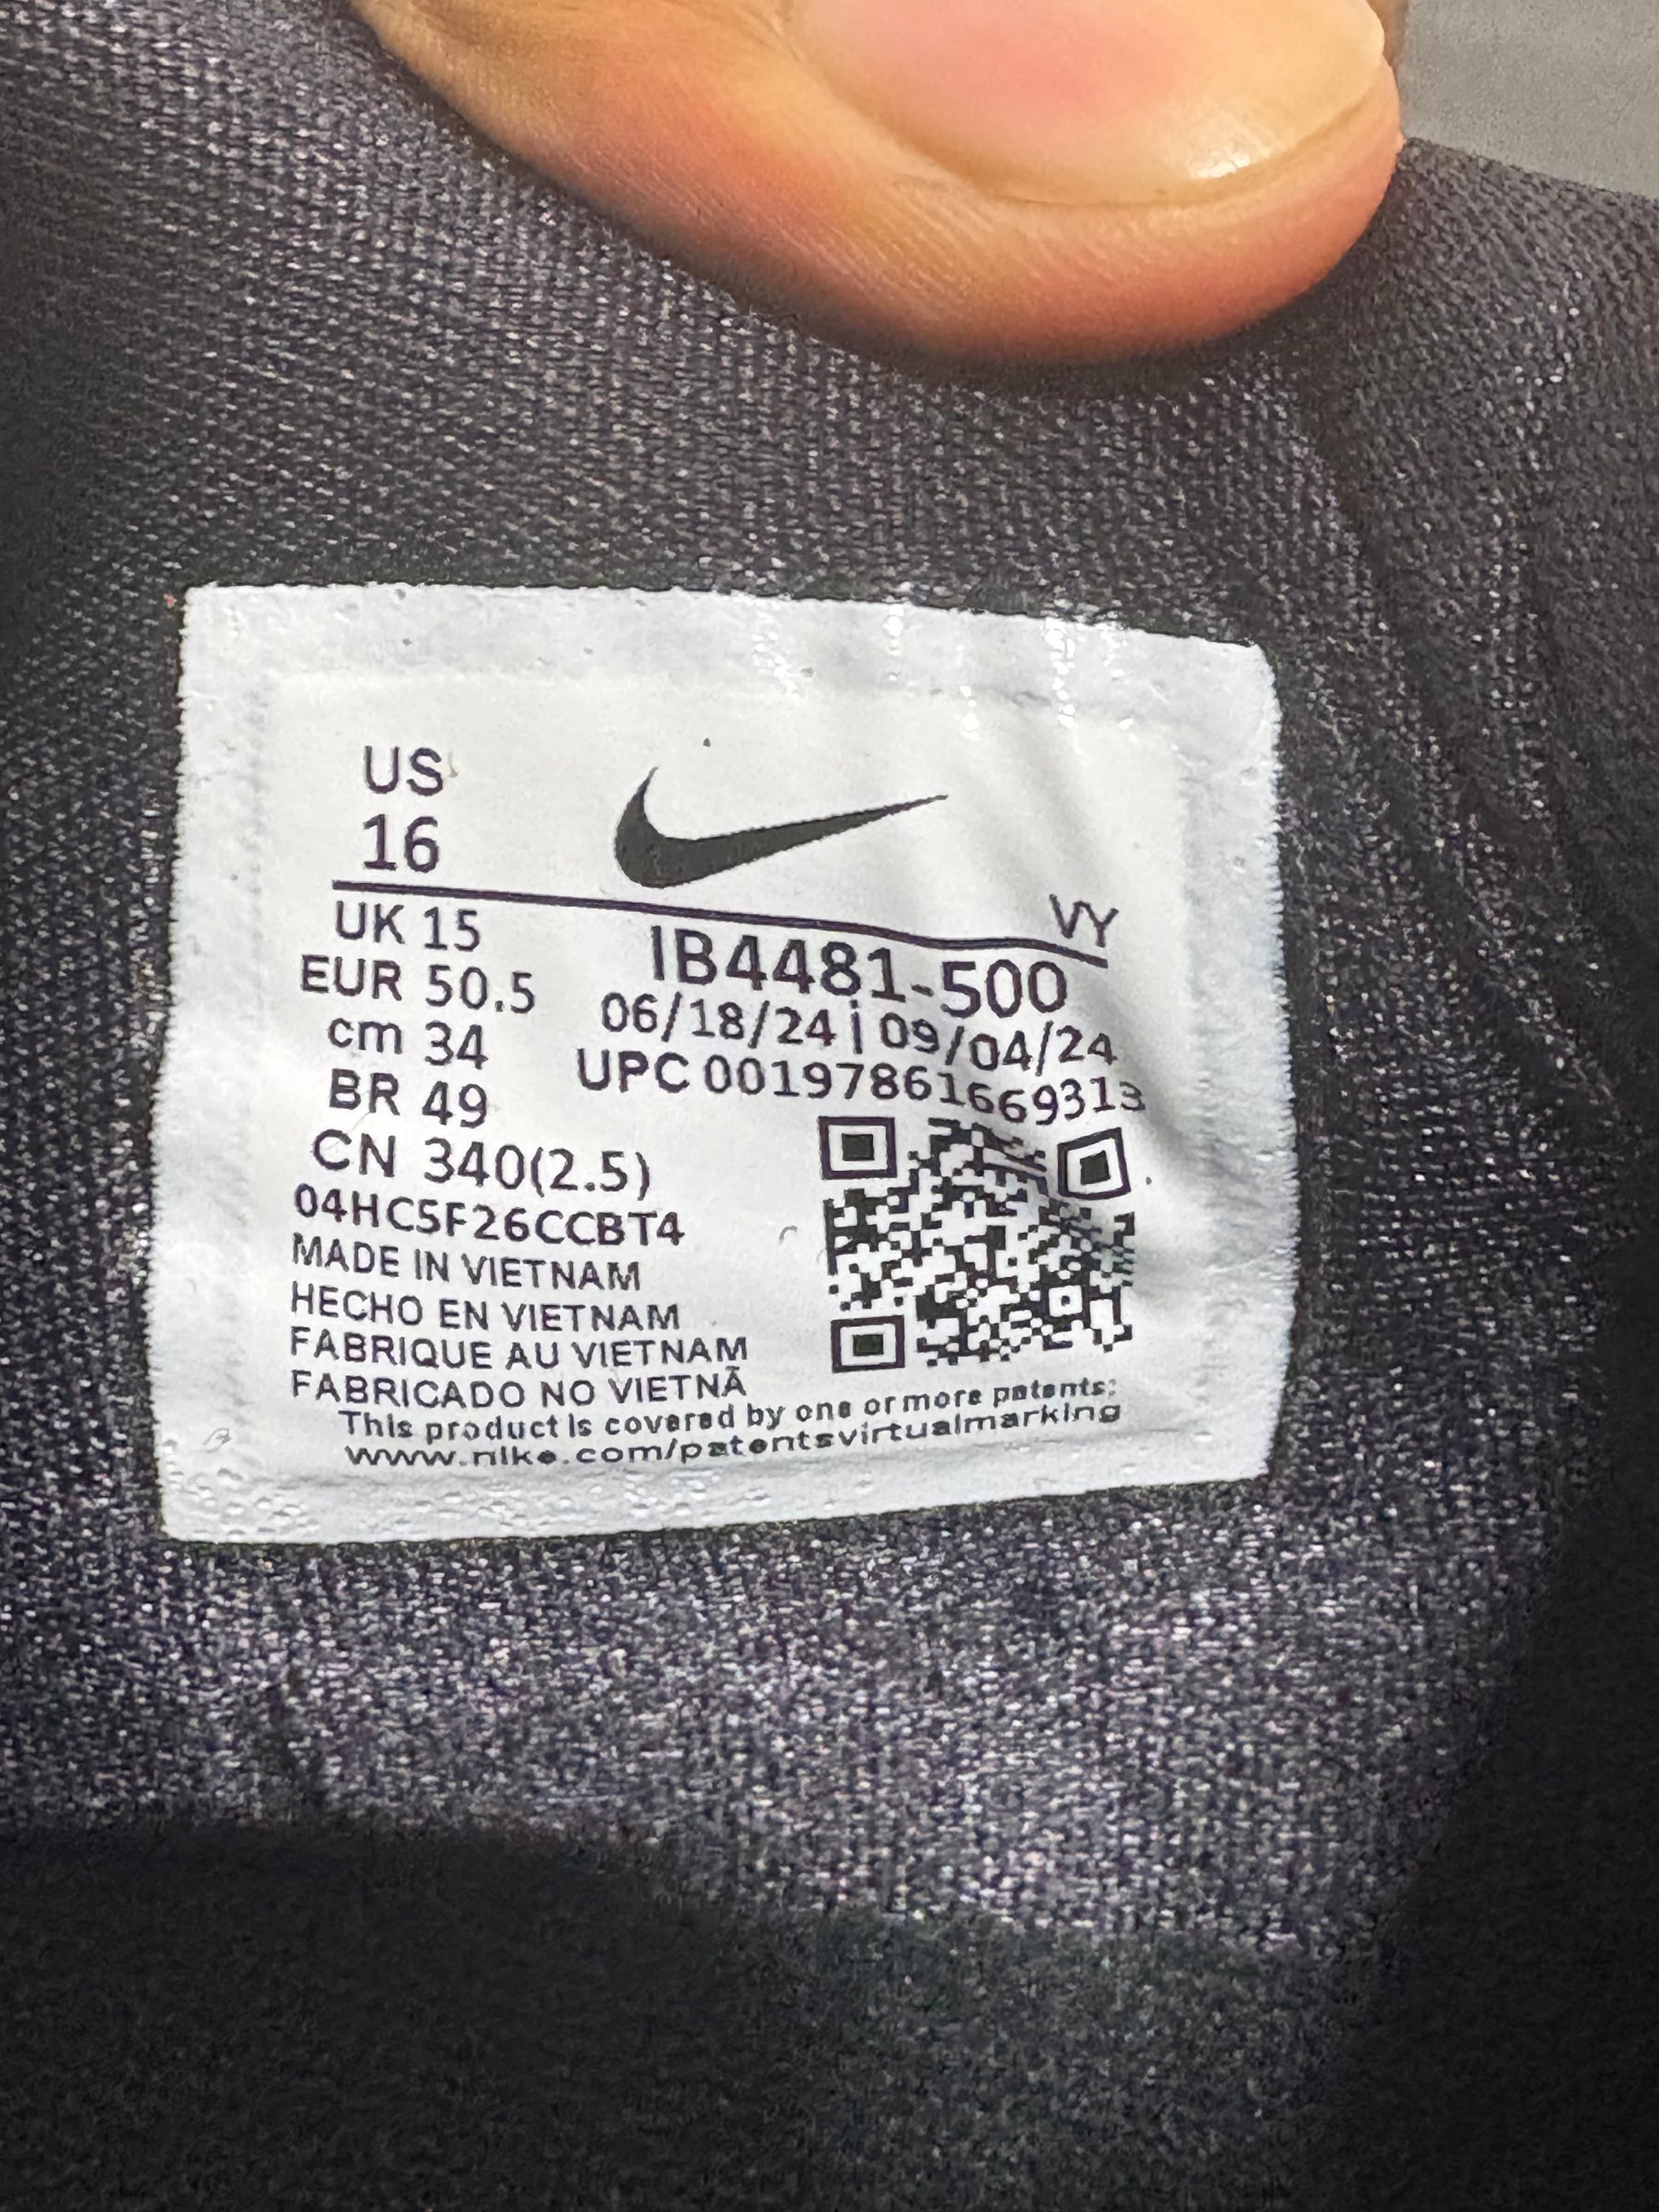 US
16
VY
UK 15
EUR 50.5
cm 34
BR 49
CN 340(2.5)
IB4481-500
06/18/24 | 09/04/24
UPC 00197861669313
04HC5F26CCBT4
MADE IN VIETNAM
HECHO EN VIETNAM
FABRIQUE AU VIETNAM
FABRICADO NO VIETNÃ
This product is covered by one or more patents:
www.nike.com/patentsvirtualmarking